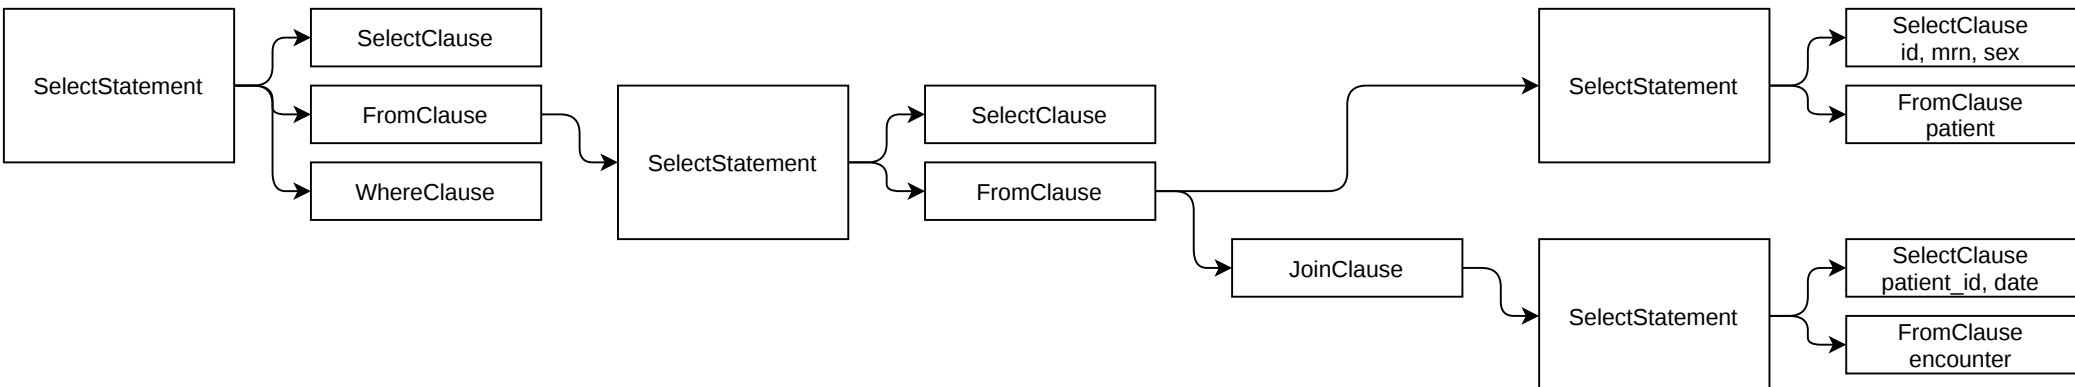 SelectStatement
SelectClause
FromClause
WhereClause
SelectStatement
SelectClause
FromClause
JoinClause
SelectStatement
SelectClause
id, mrn, sex
FromClause
patient
SelectStatement
SelectClause
patient_id, date
FromClause
encounter